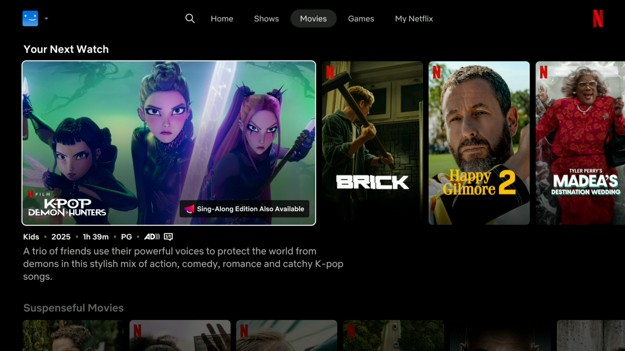 Home Shows Movies Games My Netflix
N
Your Next Watch
N FILM
KPOP
DEMON HUNTERS
Sing-Along Edition Also Available
N
BRICK
N
Happy
Gilmore 2
N
TYLER PERRY'S
MADEA'S
DESTINATION WEDDING
Kids • 2025 • 1h 39m • PG • AD
A trio of friends use their powerful voices to protect the world from
demons in this stylish mix of action, comedy, romance and catchy K-pop
songs.
Suspenseful Movies
N
N
N